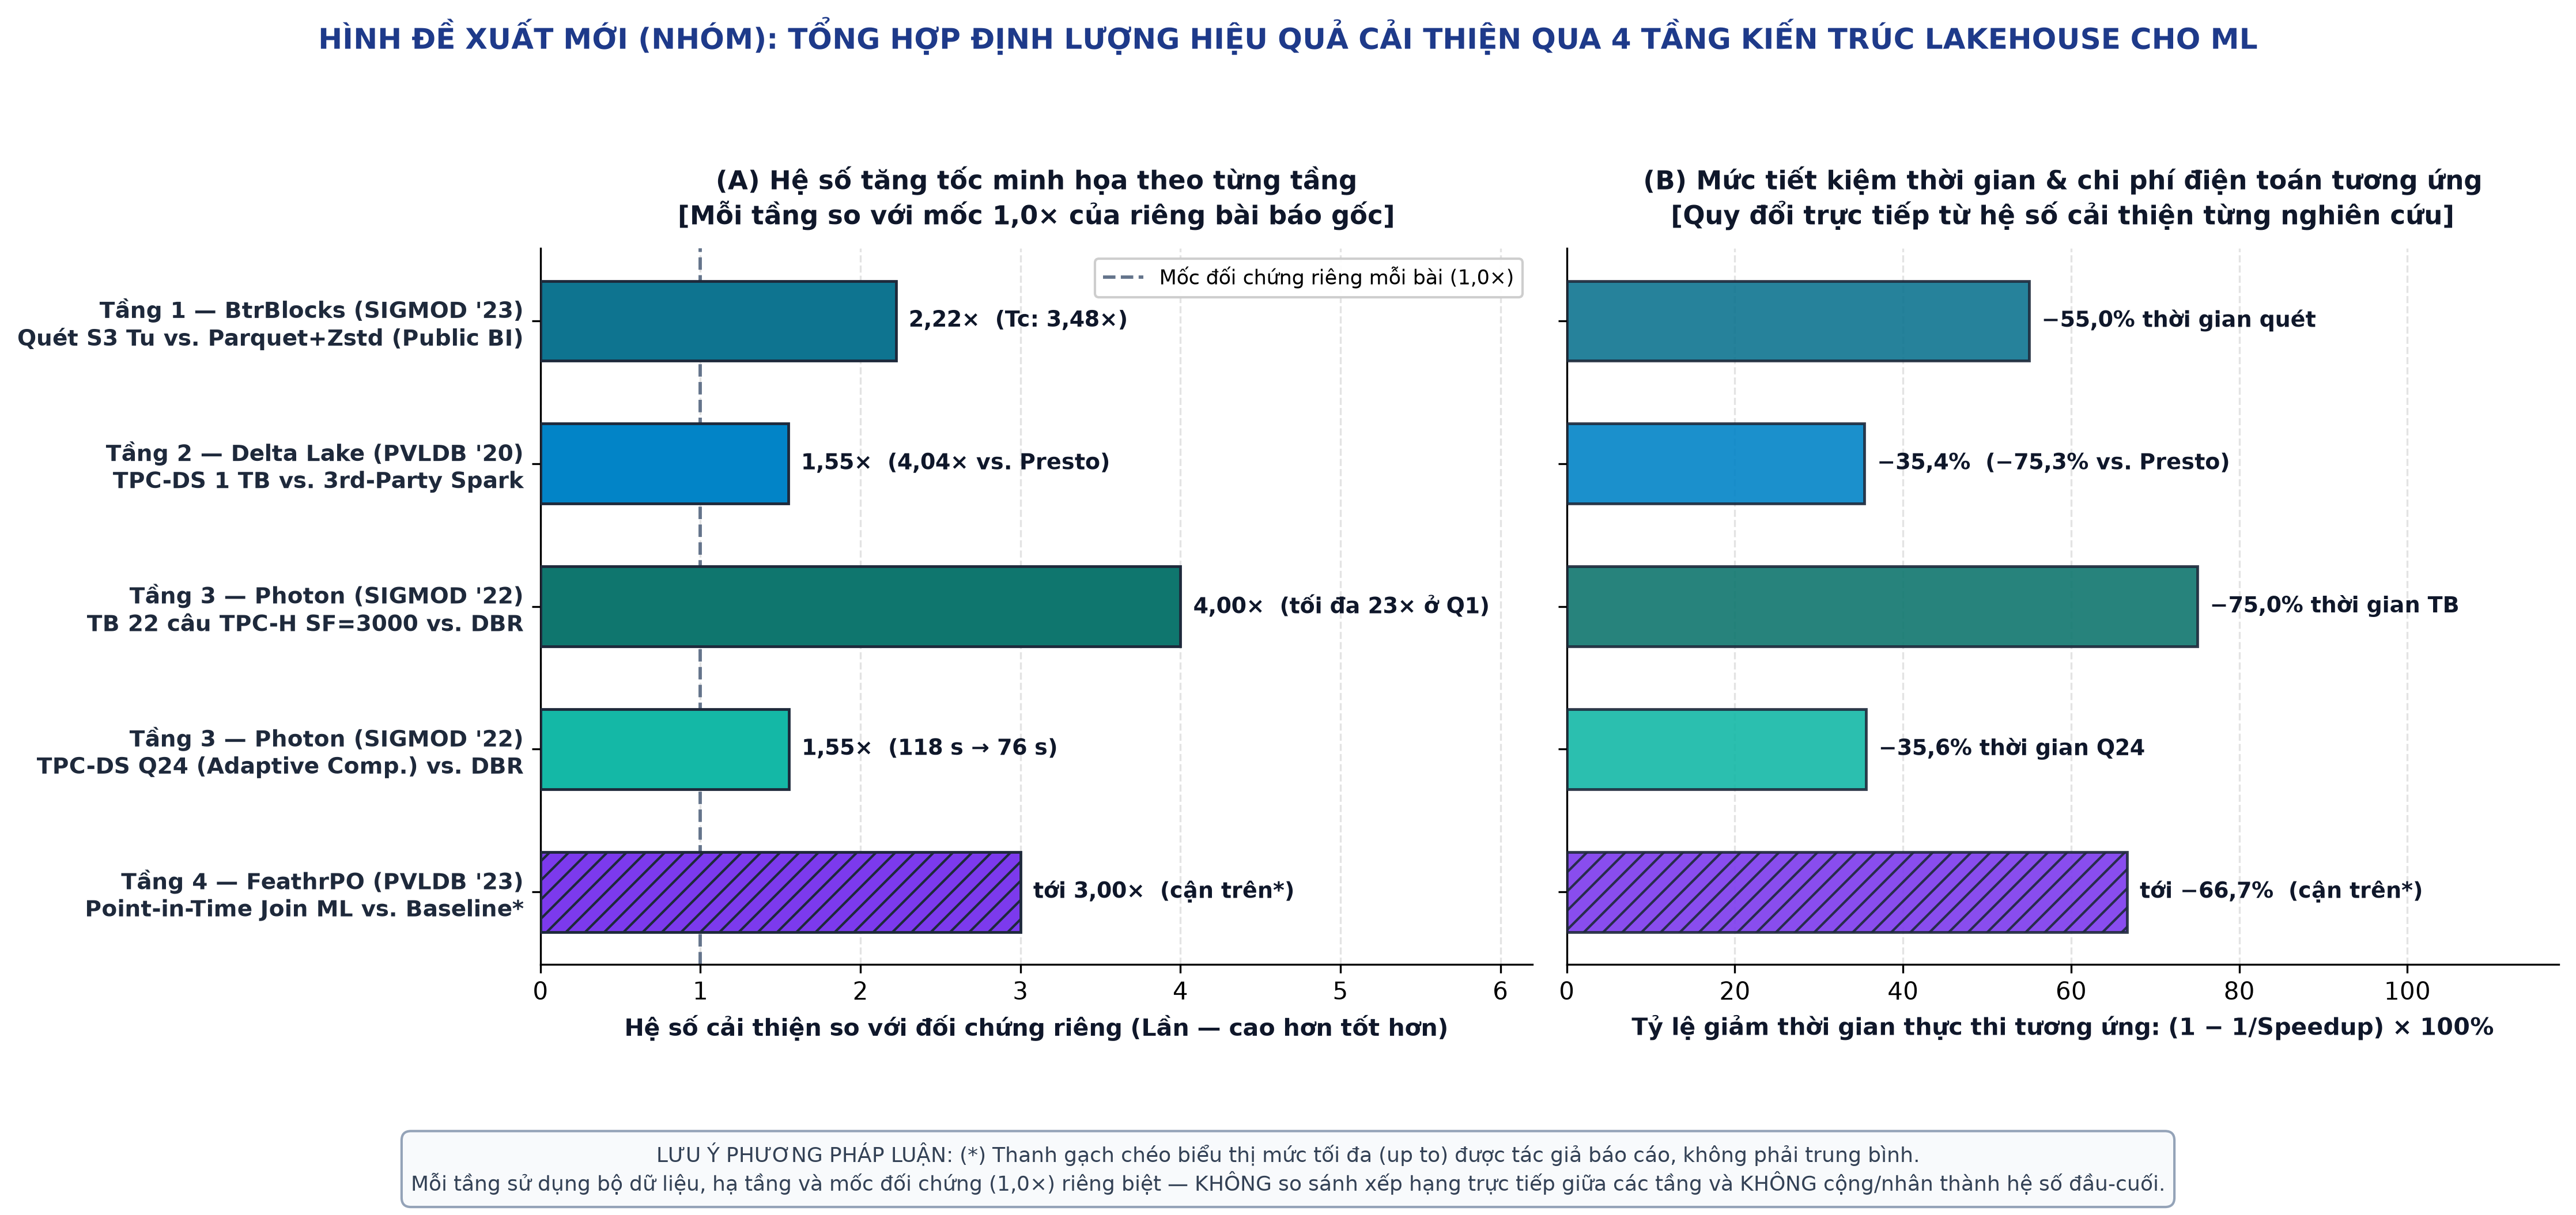 HÌNH ĐỀ XUẤT MỚI (NHÓM): TỔNG HỢP ĐỊNH LƯỢNG HIỆU QUẢ CẢI THIỆN QUA 4 TẦNG KIẾN TRÚC LAKEHOUSE CHO ML
(A) Hệ số tăng tốc minh họa theo từng tầng
[Mỗi tầng so với mốc 1,0× của riêng bài báo gốc]
Mốc đối chứng riêng mỗi bài (1,0×)
Tầng 1 — BtrBlocks (SIGMOD '23)
Quét S3 Tu vs. Parquet+Zstd (Public BI)
2,22×  (Tc: 3,48×)
Tầng 2 — Delta Lake (PVLDB '20)
TPC-DS 1 TB vs. 3rd-Party Spark
1,55×  (4,04× vs. Presto)
Tầng 3 — Photon (SIGMOD '22)
TB 22 câu TPC-H SF=3000 vs. DBR
4,00×  (tối đa 23× ở Q1)
Tầng 3 — Photon (SIGMOD '22)
TPC-DS Q24 (Adaptive Comp.) vs. DBR
1,55×  (118 s → 76 s)
Tầng 4 — FeathrPO (PVLDB '23)
Point-in-Time Join ML vs. Baseline*
tới 3,00×  (cận trên*)
0 1 2 3 4 5 6
Hệ số cải thiện so với đối chứng riêng (Lần — cao hơn tốt hơn)
(B) Mức tiết kiệm thời gian & chi phí điện toán tương ứng
[Quy đổi trực tiếp từ hệ số cải thiện từng nghiên cứu]
−55,0% thời gian quét
−35,4%  (−75,3% vs. Presto)
−75,0% thời gian TB
−35,6% thời gian Q24
tới −66,7%  (cận trên*)
0 20 40 60 80 100
Tỷ lệ giảm thời gian thực thi tương ứng: (1 − 1/Speedup) × 100%
LƯU Ý PHƯƠNG PHÁP LUẬN: (*) Thanh gạch chéo biểu thị mức tối đa (up to) được tác giả báo cáo, không phải trung bình.
Mỗi tầng sử dụng bộ dữ liệu, hạ tầng và mốc đối chứng (1,0×) riêng biệt — KHÔNG so sánh xếp hạng trực tiếp giữa các tầng và KHÔNG cộng/nhân thành hệ số đầu-cuối.